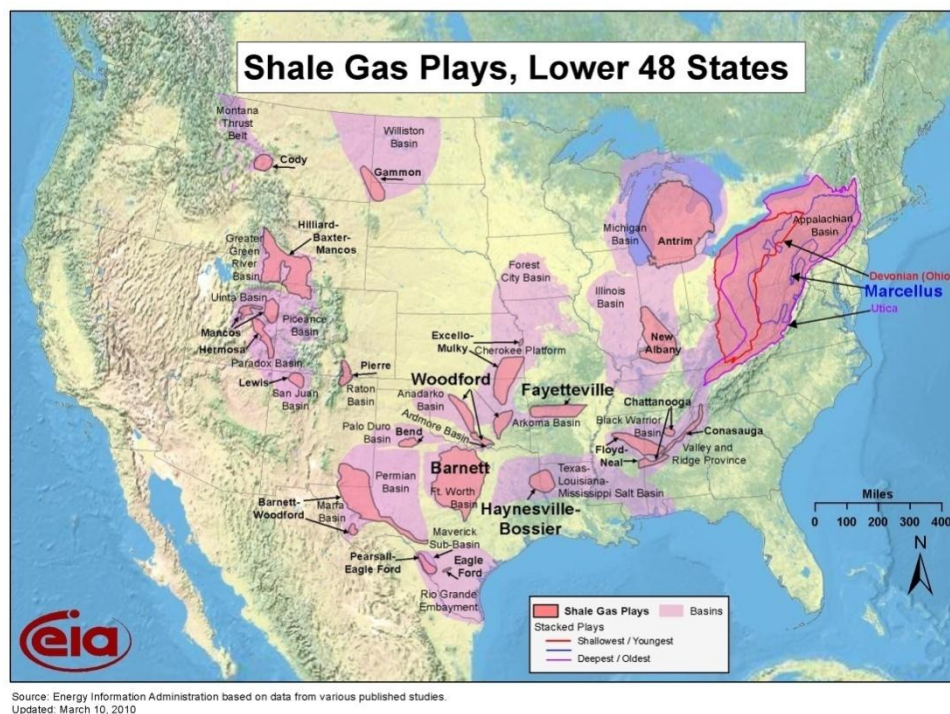 Shale Gas Plays, Lower 48 States
Montana
Thrust
Belt
Cody
Williston
Basin
Gammon
Hilliard-
Baxter-
Mancos
Greater
Green
River
Basin
Uinta Basin
Mancos
Piceance
Basin
Hermosa
Paradox Basin
Lewis
San Juan
Basin
Pierre
Raton
Basin
Forest
City Basin
Excello-
Mulky
Cherokee Platform
Woodford
Anadarko
Basin
Ardmore Basin
Fayetteville
Arkoma Basin
Palo Duro
Basin
Bend
Michigan
Basin
Antrim
Illinois
Basin
New
Albany
Appalachian
Basin
Devonian (Ohio
Marcellus
Utica
Chattanooga
Black Warrior
Basin
Conasauga
Floyd-
Neal
Valley and
Ridge Province
Barnett
Permian
Basin
Ft. Worth
Basin
Barnett-
Woodford
Marfa
Basin
Texas-
Louisiana-
Mississippi Salt Basin
Haynesville-
Bossier
Maverick
Sub-Basin
Pearsall-
Eagle Ford
Eagle
Ford
Rio Grande
Embayment
Miles
0 100 200 300 400
N
Shale Gas Plays
Basins
Stacked Plays
Shallowest / Youngest
Deepest / Oldest
eia
Source: Energy Information Administration based on data from various published studies.
Updated: March 10, 2010